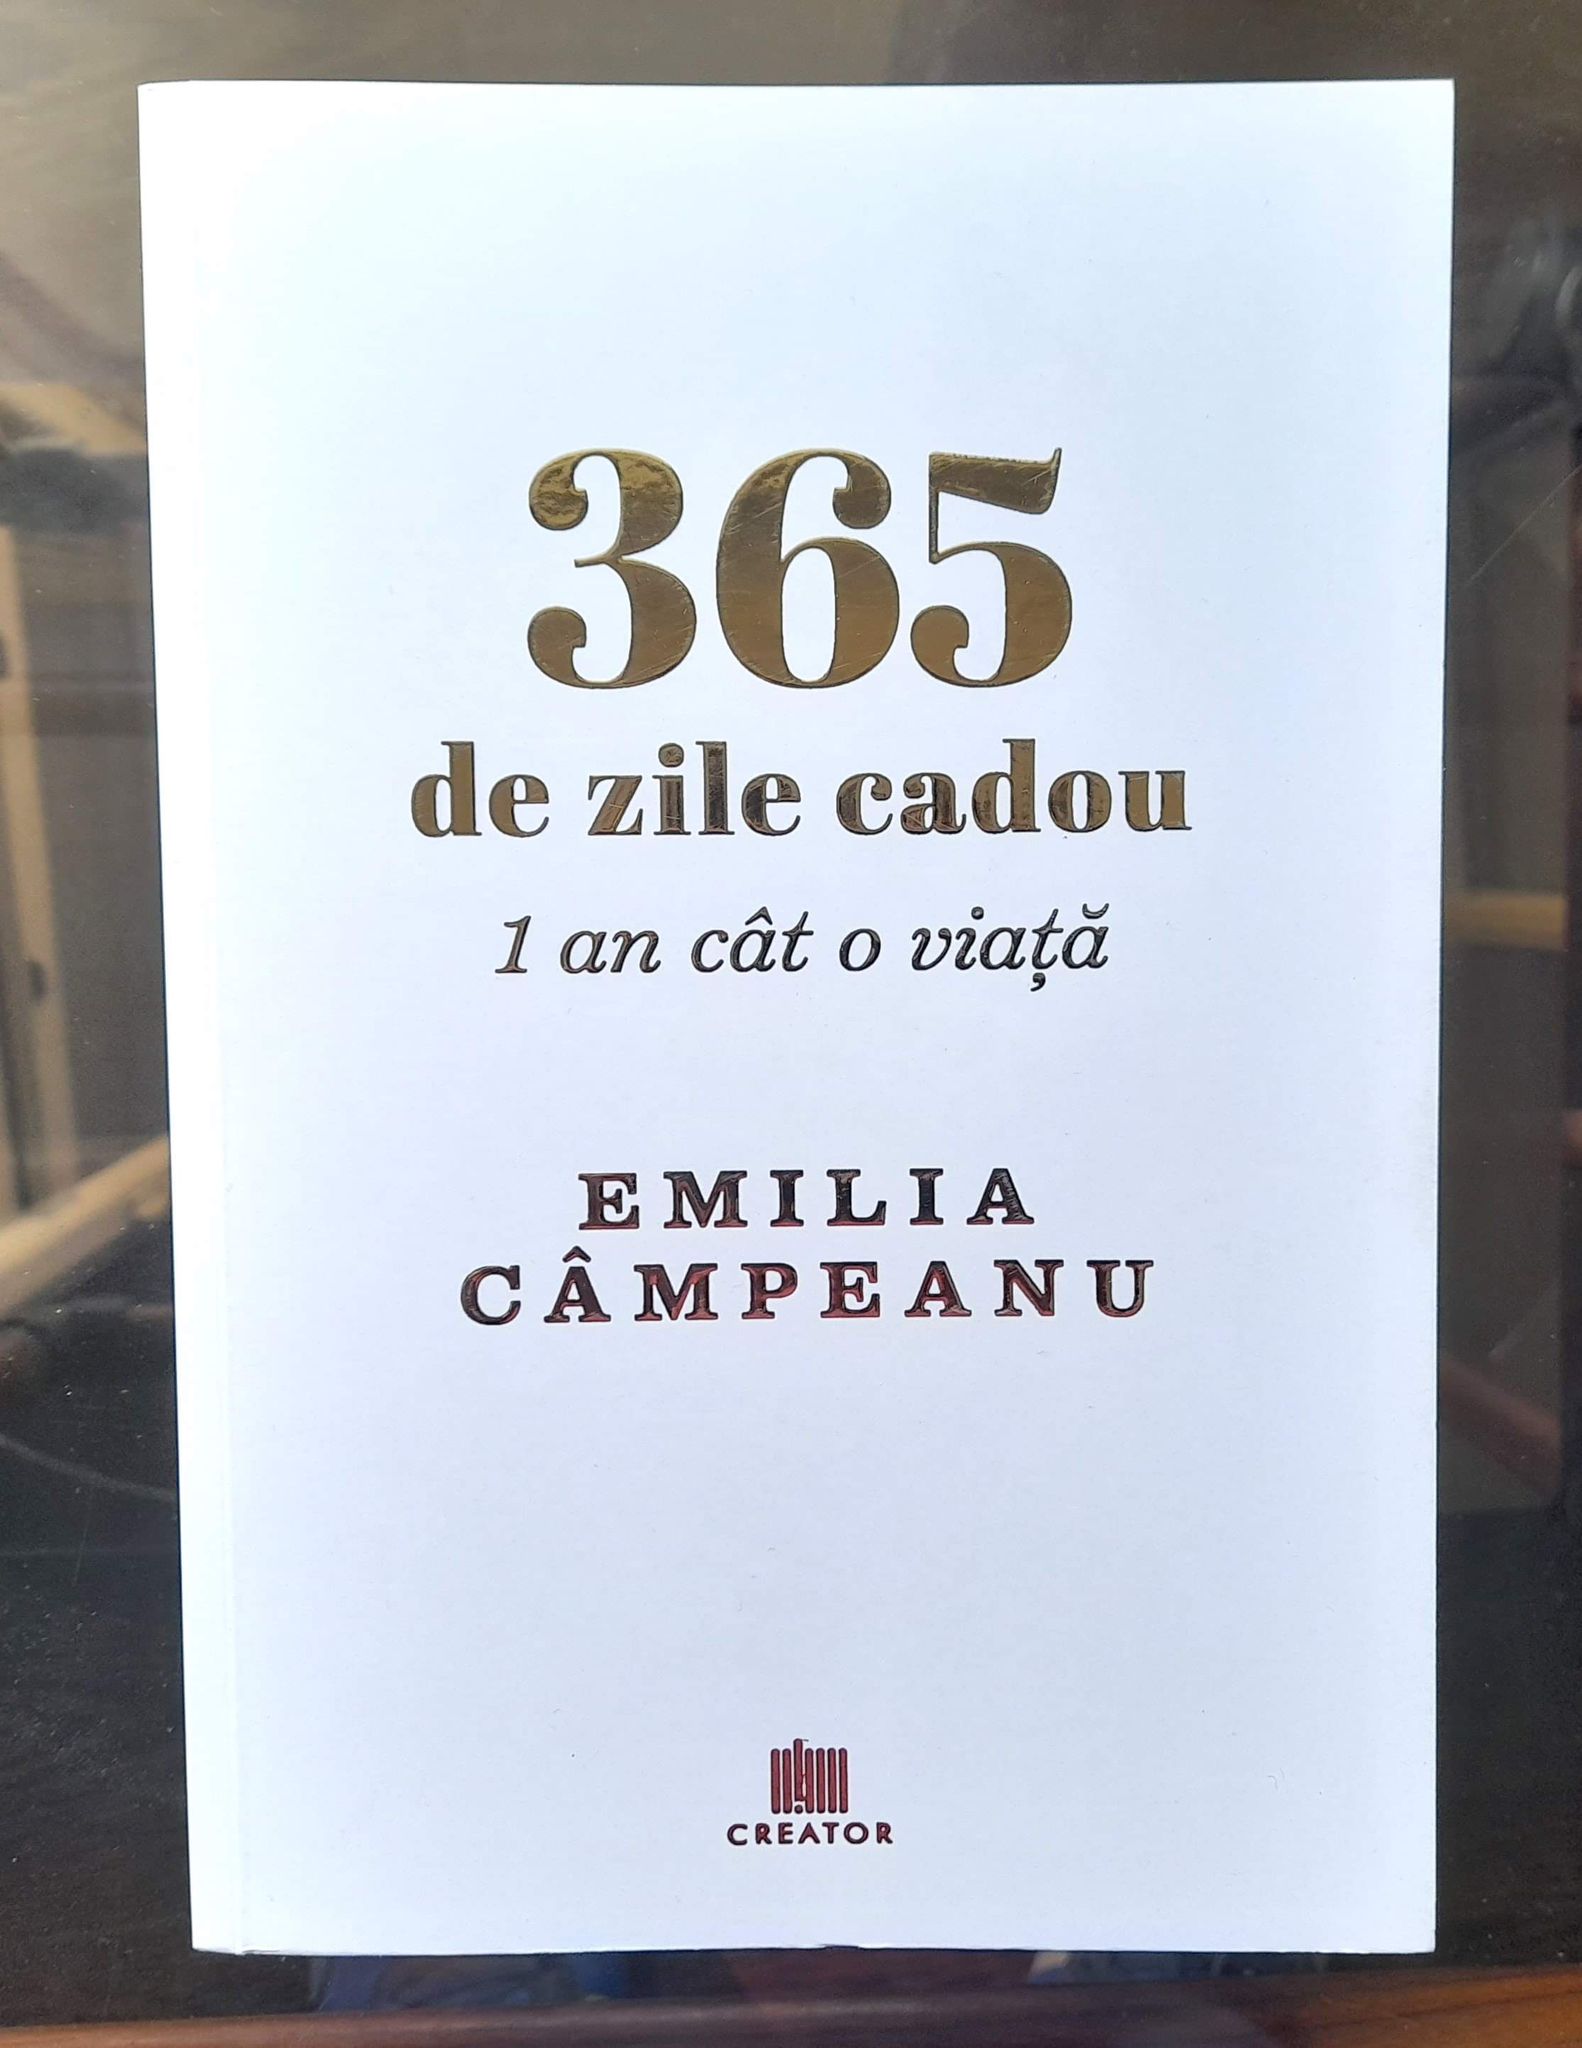 365
de zile cadou
1 an cât o viață
EMILIA
CÂMPEANU
CREATOR